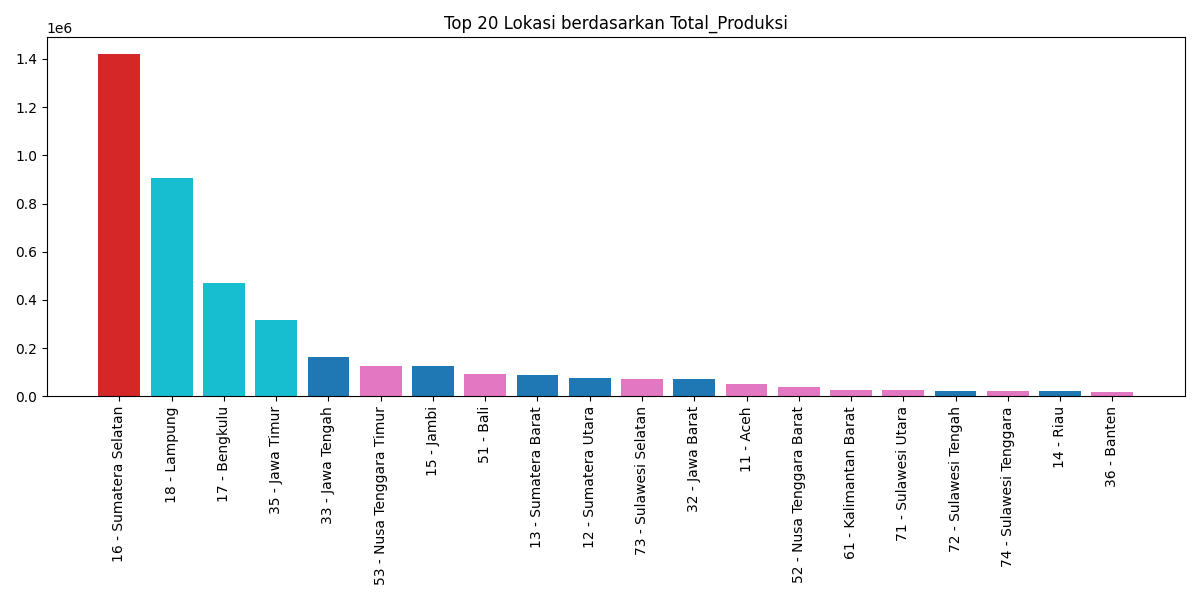 Top 20 Lokasi berdasarkan Total_Produksi
1e6
1.4
1.2
1.0
0.8
0.6
0.4
0.2
0.0
16 - Sumatera Selatan
18 - Lampung
17 - Bengkulu
35 - Jawa Timur
33 - Jawa Tengah
53 - Nusa Tenggara Timur
15 - Jambi
51 - Bali
13 - Sumatera Barat
12 - Sumatera Utara
73 - Sulawesi Selatan
32 - Jawa Barat
11 - Aceh
52 - Nusa Tenggara Barat
61 - Kalimantan Barat
71 - Sulawesi Utara
72 - Sulawesi Tengah
74 - Sulawesi Tenggara
14 - Riau
36 - Banten